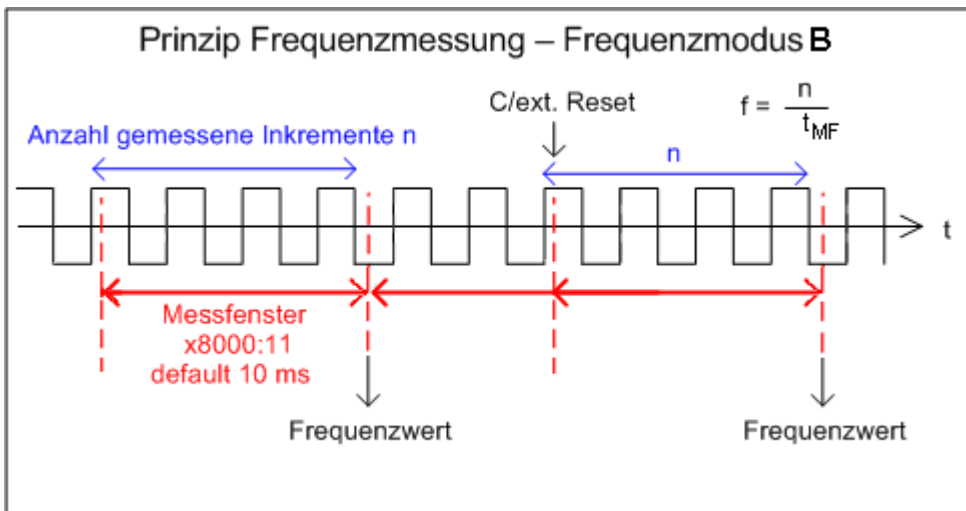 Prinzip Frequenzmessung – Frequenzmodus B
C/ext. Reset
f = n
t_MF
Anzahl gemessene Inkremente n
n
t
Messfenster
x8000:11
default 10 ms
Frequenzwert
Frequenzwert